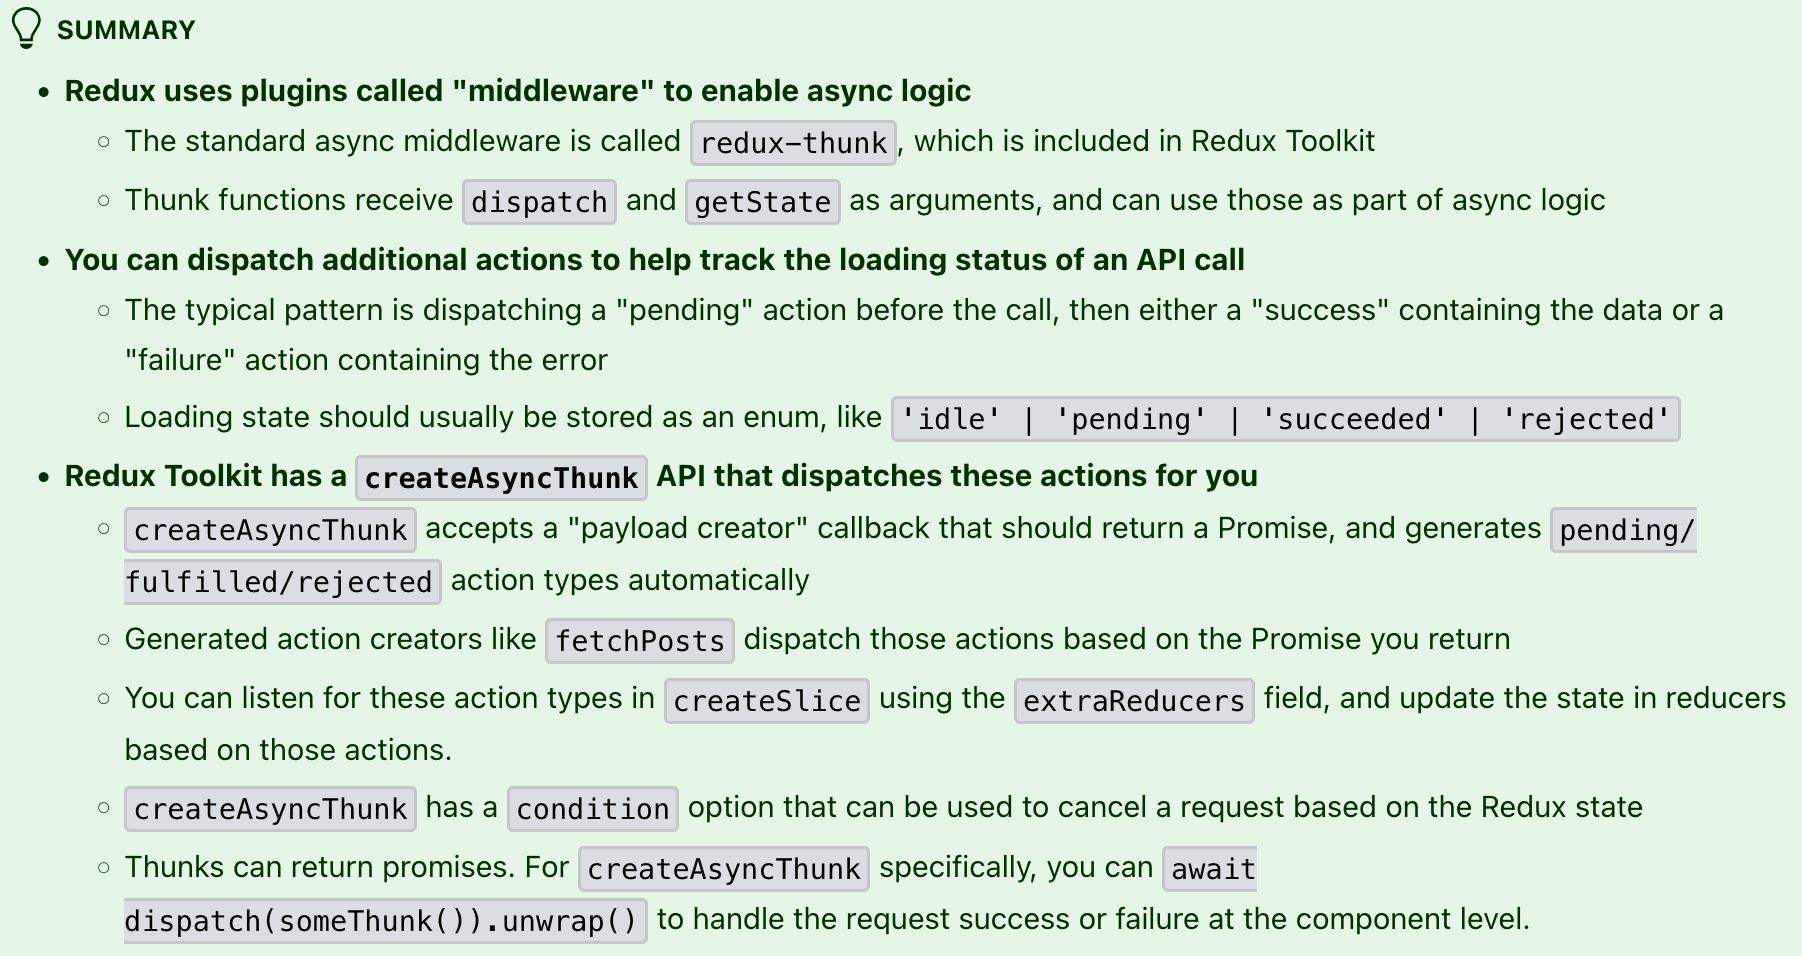 SUMMARY
Redux uses plugins called "middleware" to enable async logic
The standard async middleware is called redux-thunk, which is included in Redux Toolkit
Thunk functions receive dispatch and getState as arguments, and can use those as part of async logic
You can dispatch additional actions to help track the loading status of an API call
The typical pattern is dispatching a "pending" action before the call, then either a "success" containing the data or a
"failure" action containing the error
Loading state should usually be stored as an enum, like 'idle' | 'pending' | 'succeeded' | 'rejected'
Redux Toolkit has a createAsyncThunk API that dispatches these actions for you
createAsyncThunk accepts a "payload creator" callback that should return a Promise, and generates pending/
fulfilled/rejected action types automatically
Generated action creators like fetchPosts dispatch those actions based on the Promise you return
You can listen for these action types in createSlice using the extraReducers field, and update the state in reducers
based on those actions.
createAsyncThunk has a condition option that can be used to cancel a request based on the Redux state
Thunks can return promises. For createAsyncThunk specifically, you can await
dispatch(someThunk()).unwrap() to handle the request success or failure at the component level.